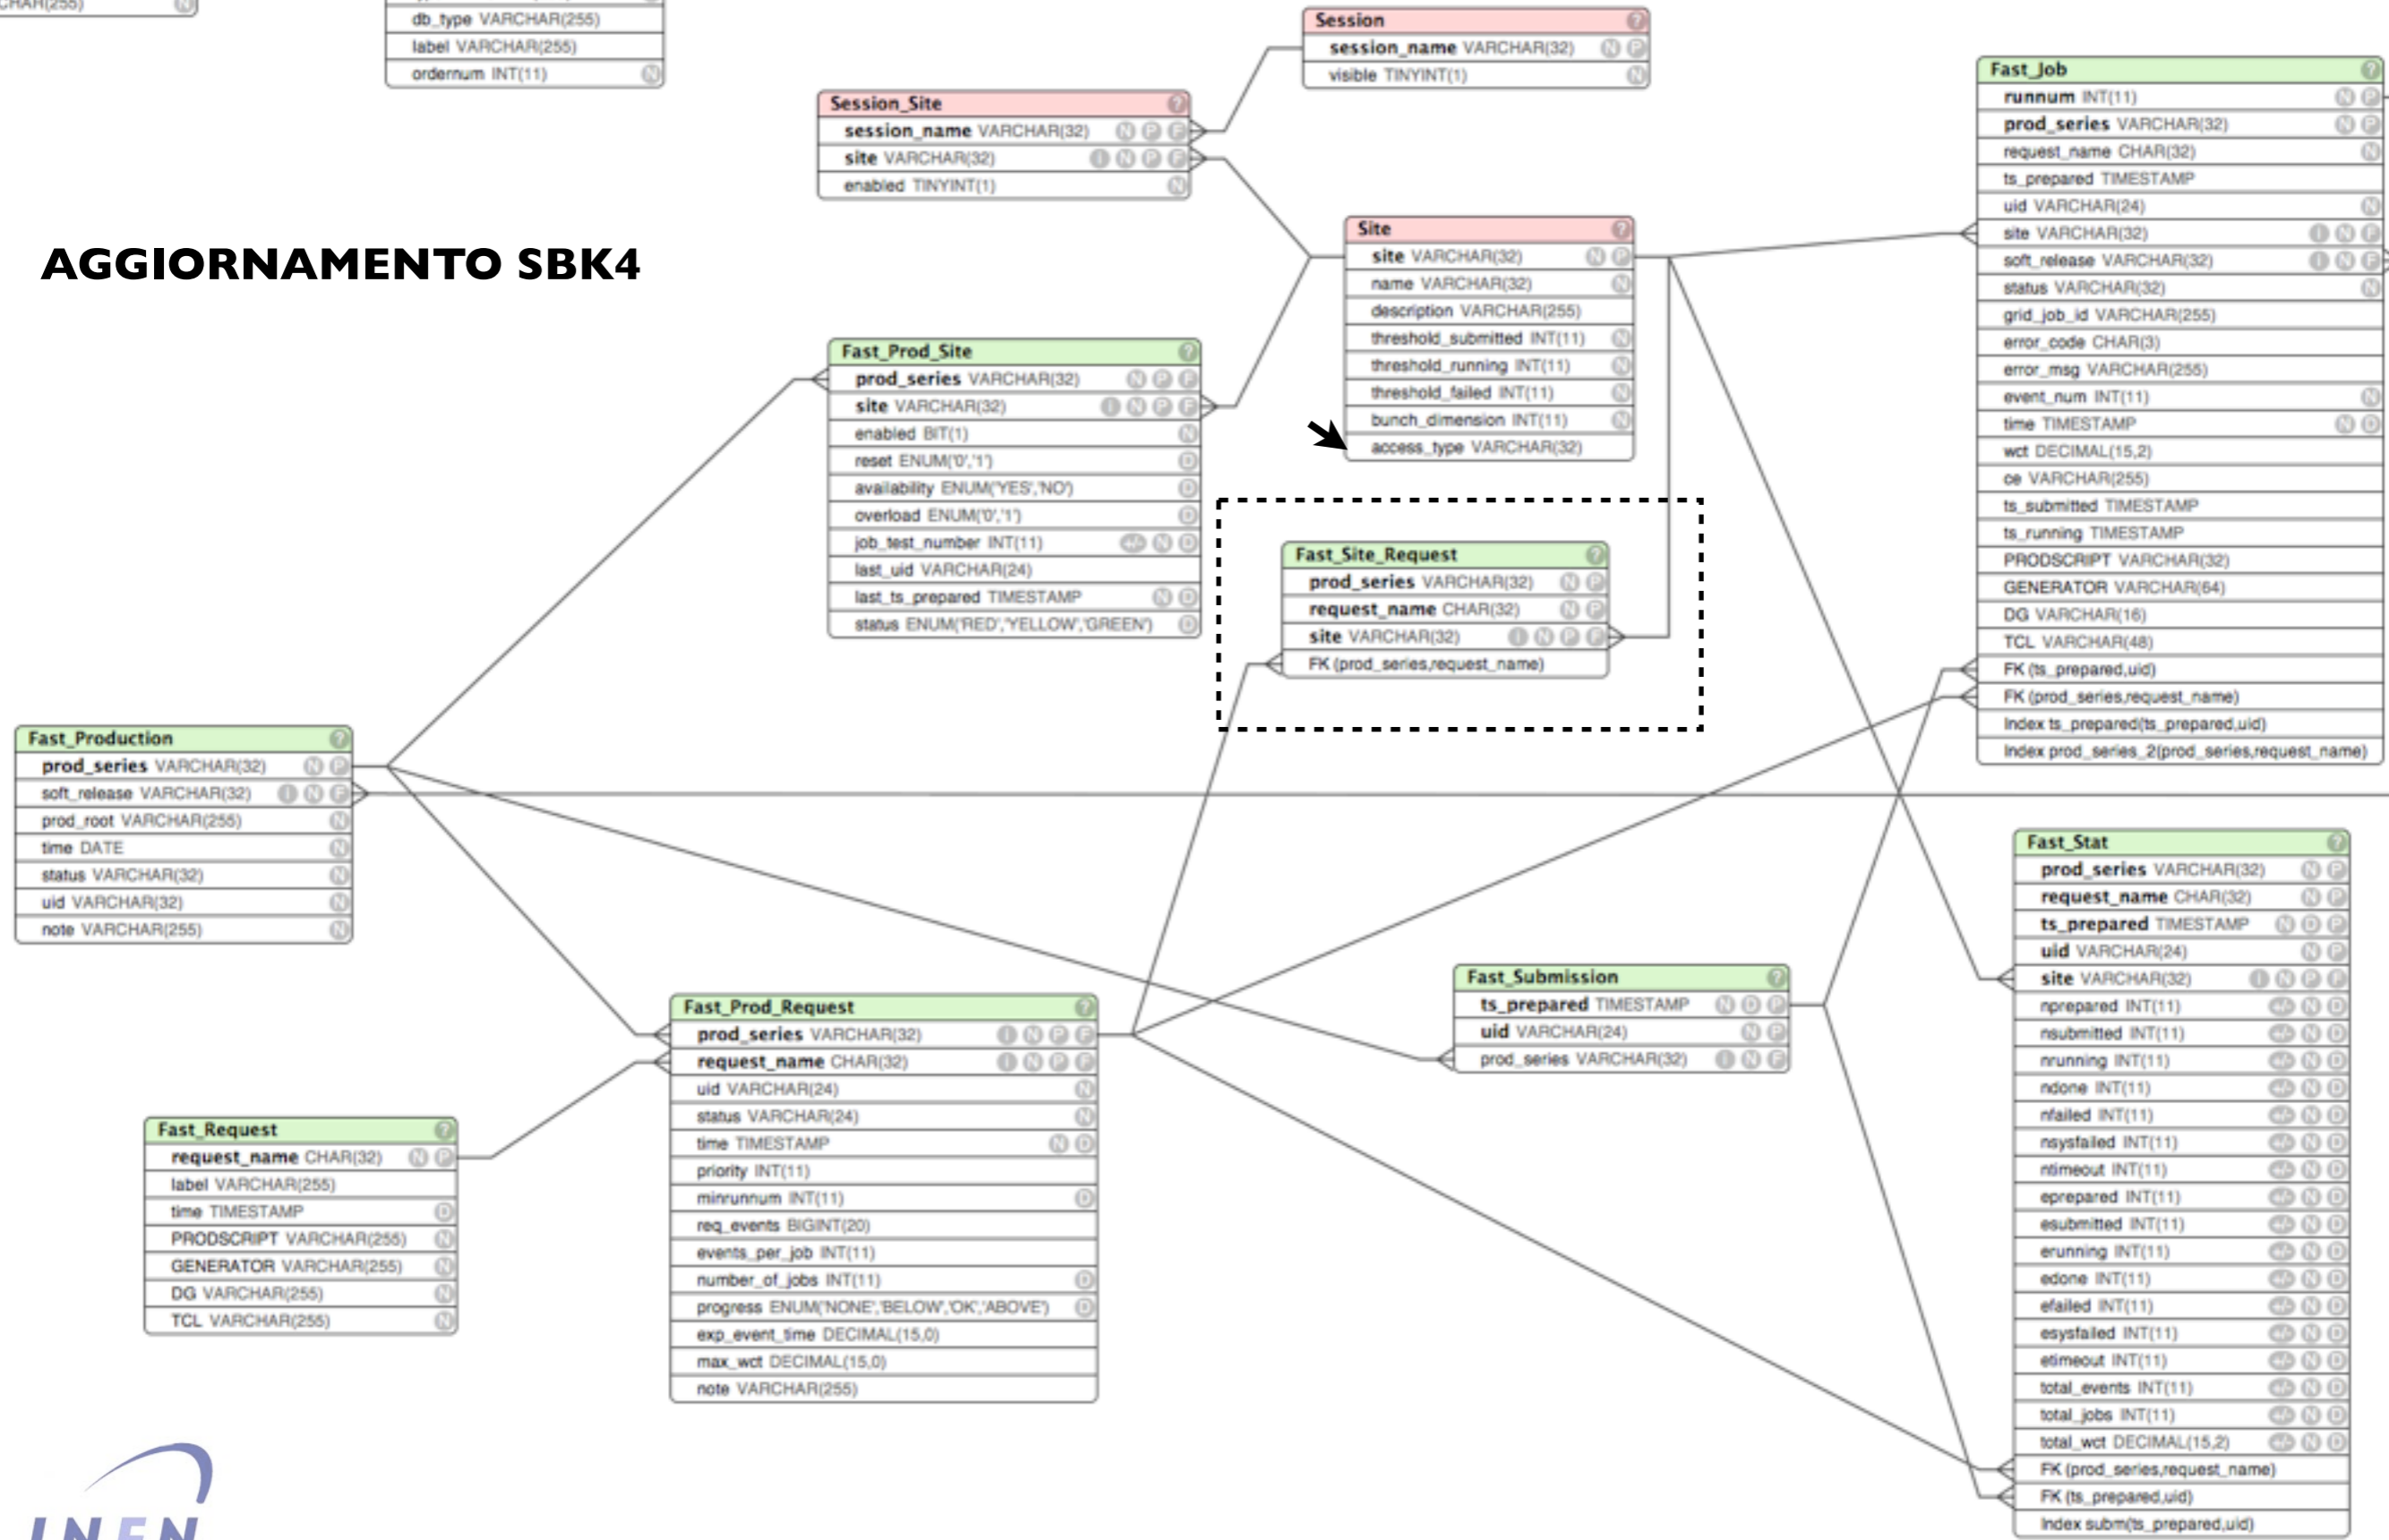 CHAR(255)
db_type VARCHAR(255)
label VARCHAR(255)
ordernum INT(11) N
Session ?
session_name VARCHAR(32) N P
visible TINYINT(1) N
Session_Site ?
session_name VARCHAR(32) N P F
site VARCHAR(32) I N P F
enabled TINYINT(1) N
AGGIORNAMENTO SBK4
Site ?
site VARCHAR(32) N P
name VARCHAR(32) N
description VARCHAR(255)
threshold_submitted INT(11) N
threshold_running INT(11) N
threshold_failed INT(11) N
bunch_dimension INT(11) N
access_type VARCHAR(32)
Fast_Prod_Site ?
prod_series VARCHAR(32) N P F
site VARCHAR(32) I N P F
enabled BIT(1) N
reset ENUM('0','1') D
availability ENUM('YES','NO') D
overload ENUM('0','1') D
job_test_number INT(11) +/- N D
last_uid VARCHAR(24)
last_ts_prepared TIMESTAMP N D
status ENUM('RED','YELLOW','GREEN') D
Fast_Site_Request ?
prod_series VARCHAR(32) N P
request_name CHAR(32) N P
site VARCHAR(32) I N P F
FK (prod_series,request_name)
Fast_Job ?
runnum INT(11) N P
prod_series VARCHAR(32) N P
request_name CHAR(32) N
ts_prepared TIMESTAMP
uid VARCHAR(24) N
site VARCHAR(32) I N F
soft_release VARCHAR(32) I N F
status VARCHAR(32) N
grid_job_id VARCHAR(255)
error_code CHAR(3)
error_msg VARCHAR(255)
event_num INT(11) N
time TIMESTAMP N D
wct DECIMAL(15,2)
ce VARCHAR(255)
ts_submitted TIMESTAMP
ts_running TIMESTAMP
PRODSCRIPT VARCHAR(32)
GENERATOR VARCHAR(64)
DG VARCHAR(16)
TCL VARCHAR(48)
FK (ts_prepared,uid)
FK (prod_series,request_name)
Index ts_prepared(ts_prepared,uid)
Index prod_series_2(prod_series,request_name)
Fast_Production ?
prod_series VARCHAR(32) N P
soft_release VARCHAR(32) I N F
prod_root VARCHAR(255) N
time DATE N
status VARCHAR(32) N
uid VARCHAR(32) N
note VARCHAR(255) N
Fast_Prod_Request ?
prod_series VARCHAR(32) I N P F
request_name CHAR(32) I N P F
uid VARCHAR(24) N
status VARCHAR(24) N
time TIMESTAMP N D
priority INT(11)
minrunnum INT(11) D
req_events BIGINT(20)
events_per_job INT(11)
number_of_jobs INT(11) D
progress ENUM('NONE','BELOW','OK','ABOVE') D
exp_event_time DECIMAL(15,0)
max_wct DECIMAL(15,0)
note VARCHAR(255)
Fast_Request ?
request_name CHAR(32) N P
label VARCHAR(255)
time TIMESTAMP D
PRODSCRIPT VARCHAR(255) N
GENERATOR VARCHAR(255) N
DG VARCHAR(255) N
TCL VARCHAR(255) N
Fast_Submission ?
ts_prepared TIMESTAMP N D P
uid VARCHAR(24) N P
prod_series VARCHAR(32) I N F
Fast_Stat ?
prod_series VARCHAR(32) N P
request_name CHAR(32) N P
ts_prepared TIMESTAMP N D P
uid VARCHAR(24) N P
site VARCHAR(32) I N P F
nprepared INT(11) +/- N D
nsubmitted INT(11) +/- N D
nrunning INT(11) +/- N D
ndone INT(11) +/- N D
nfailed INT(11) +/- N D
nsysfailed INT(11) +/- N D
ntimeout INT(11) +/- N D
eprepared INT(11) +/- N D
esubmitted INT(11) +/- N D
erunning INT(11) +/- N D
edone INT(11) +/- N D
efailed INT(11) +/- N D
esysfailed INT(11) +/- N D
etimeout INT(11) +/- N D
total_events INT(11) +/- N D
total_jobs INT(11) +/- N D
total_wct DECIMAL(15,2) +/- N D
FK (prod_series,request_name)
FK (ts_prepared,uid)
Index subm(ts_prepared,uid)
INFN